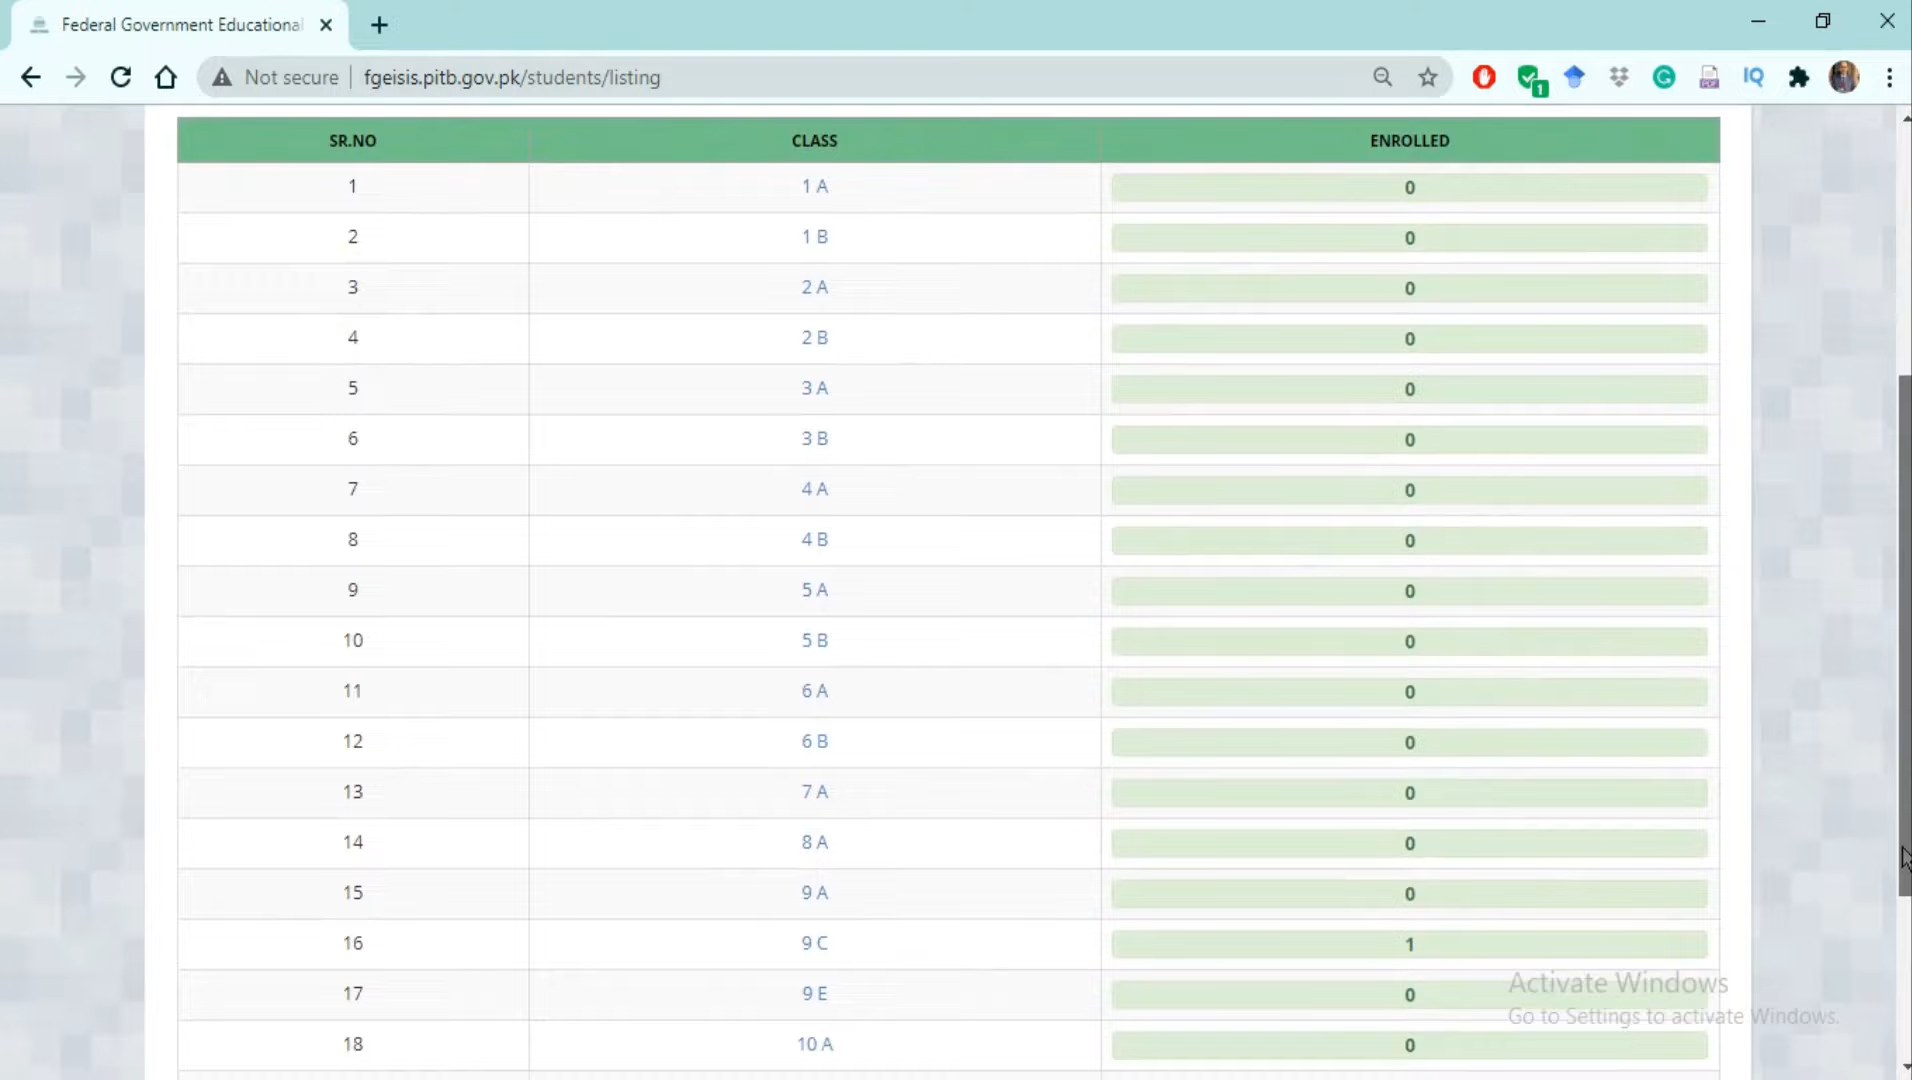 Federal Government Educational
Not secure fgeisis.pitb.gov.pk/students/listing
1
PDF
IQ
SR.NO CLASS ENROLLED
1 1 A 0
2 1 B 0
3 2 A 0
4 2 B 0
5 3 A 0
6 3 B 0
7 4 A 0
8 4 B 0
9 5 A 0
10 5 B 0
11 6 A 0
12 6 B 0
13 7 A 0
14 8 A 0
15 9 A 0
16 9 C 1
17 9 E 0
18 10 A 0
Activate Windows
Go to Settings to activate Windows.